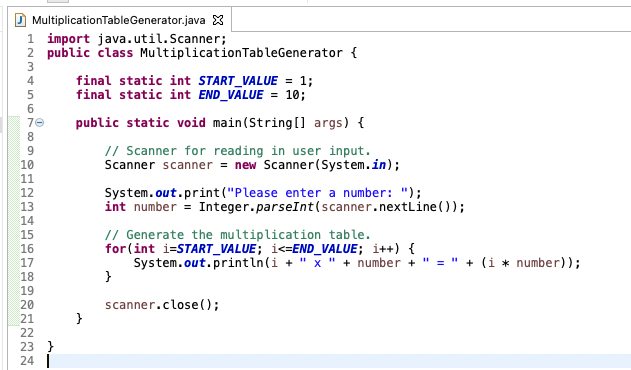 MultiplicationTableGenerator.java
1 import java.util.Scanner;
2 public class MultiplicationTableGenerator {
3
4     final static int START_VALUE = 1;
5     final static int END_VALUE = 10;
6
7     public static void main(String[] args) {
8
9         // Scanner for reading in user input.
10         Scanner scanner = new Scanner(System.in);
11
12         System.out.print("Please enter a number: ");
13         int number = Integer.parseInt(scanner.nextLine());
14
15         // Generate the multiplication table.
16         for(int i=START_VALUE; i<=END_VALUE; i++) {
17             System.out.println(i + " x " + number + " = " + (i * number));
18         }
19
20         scanner.close();
21     }
22
23 }
24